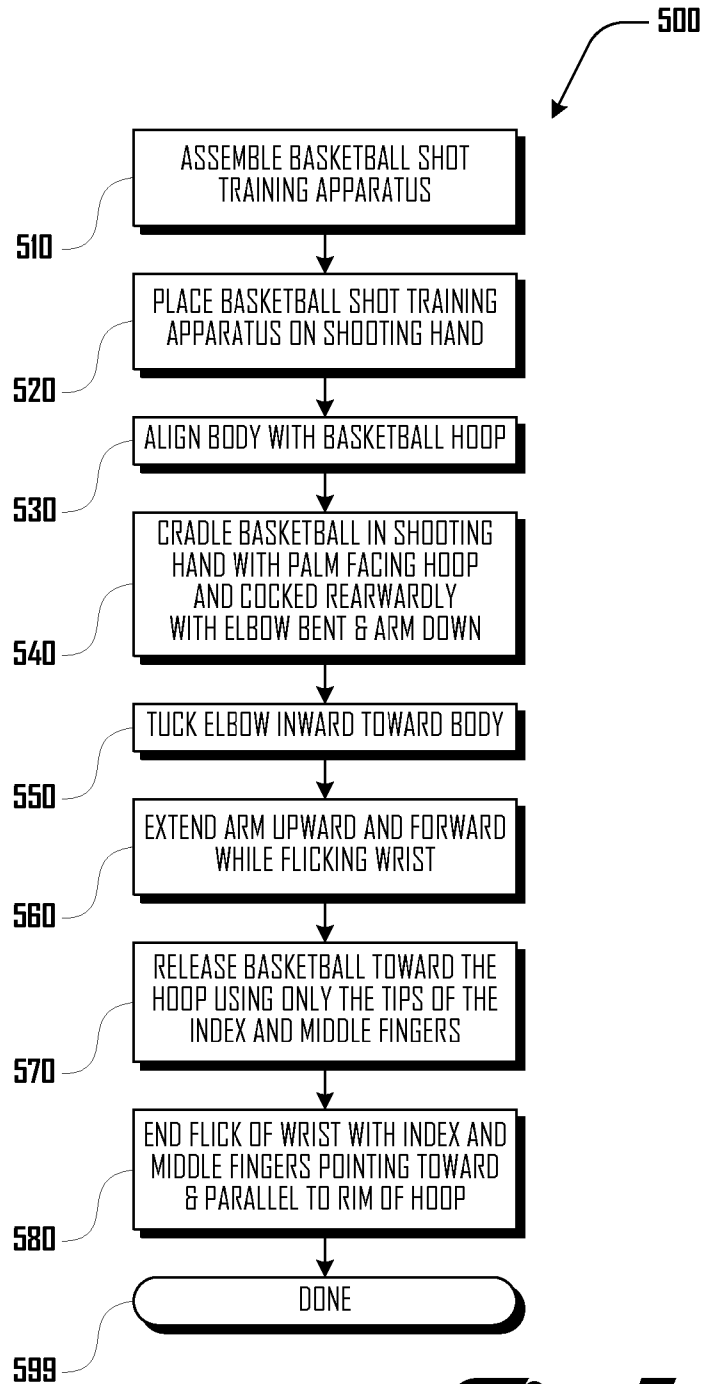 500
ASSEMBLE BASKETBALL SHOT
TRAINING APPARATUS
510
PLACE BASKETBALL SHOT TRAINING
APPARATUS ON SHOOTING HAND
520
ALIGN BODY WITH BASKETBALL HOOP
530
CRADLE BASKETBALL IN SHOOTING
HAND WITH PALM FACING HOOP
AND COCKED REARWARDLY
WITH ELBOW BENT & ARM DOWN
540
TUCK ELBOW INWARD TOWARD BODY
550
EXTEND ARM UPWARD AND FORWARD
WHILE FLICKING WRIST
560
RELEASE BASKETBALL TOWARD THE
HOOP USING ONLY THE TIPS OF THE
INDEX AND MIDDLE FINGERS
570
END FLICK OF WRIST WITH INDEX AND
MIDDLE FINGERS POINTING TOWARD
& PARALLEL TO RIM OF HOOP
580
DONE
599